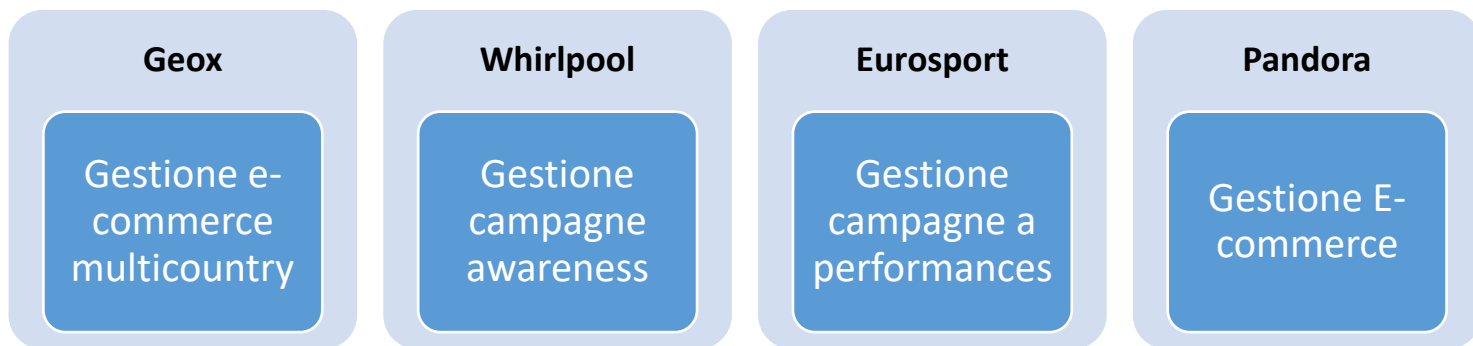 Geox
Gestione e-
commerce
multicountry
Whirlpool
Gestione
campagne
awareness
Eurosport
Gestione
campagne a
performances
Pandora
Gestione E-
commerce